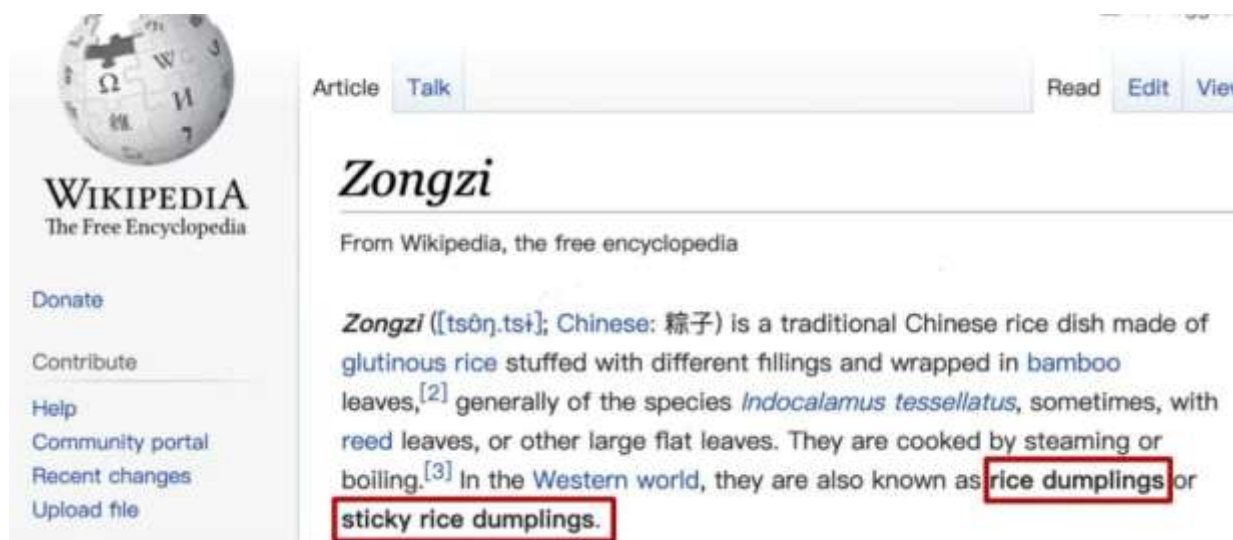 WIKIPEDIA
The Free Encyclopedia
Donate
Contribute
Help
Community portal
Recent changes
Upload file
Article Talk
Read Edit
Zongzi
From Wikipedia, the free encyclopedia
Zongzi ([tsôŋ.tsɨ]; Chinese: 粽子) is a traditional Chinese rice dish made of
glutinous rice stuffed with different fillings and wrapped in bamboo
leaves,[2] generally of the species Indocalamus tessellatus, sometimes, with
reed leaves, or other large flat leaves. They are cooked by steaming or
boiling.[3] In the Western world, they are also known as rice dumplings or
sticky rice dumplings.